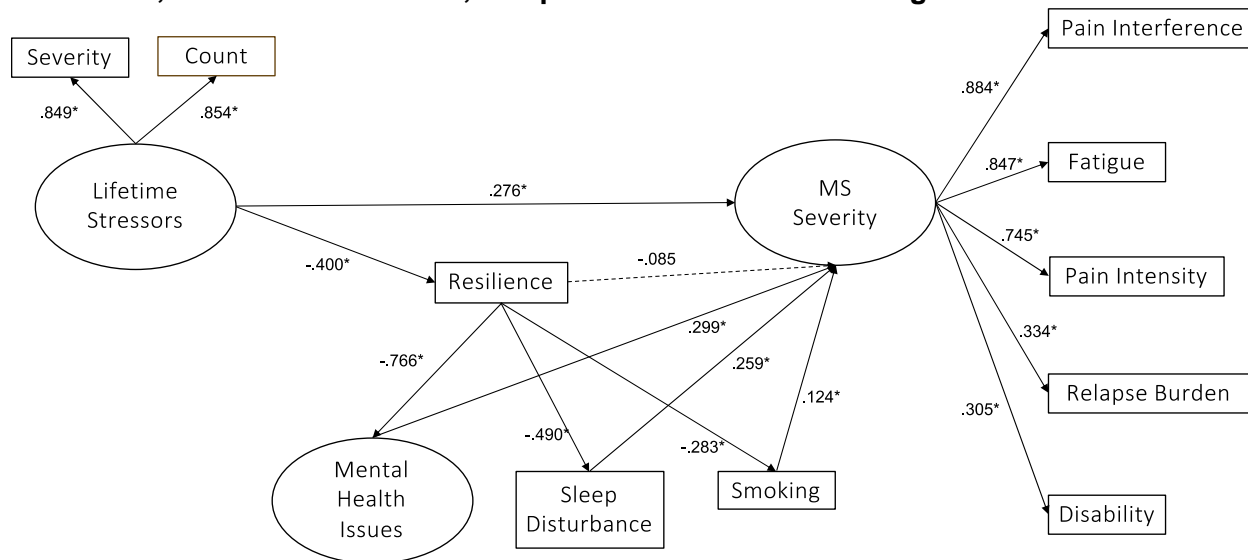 Severity
Count
Pain Interference
.849*
.854*
.884*
Lifetime
Stressors
.276*
MS
Severity
.847*
Fatigue
-.400*
Resilience
-.085
.745*
Pain Intensity
-.766*
.299*
.259*
.334*
Relapse Burden
.124*
.305*
-.490*
-.283*
Mental
Health
Issues
Sleep
Disturbance
Smoking
Disability